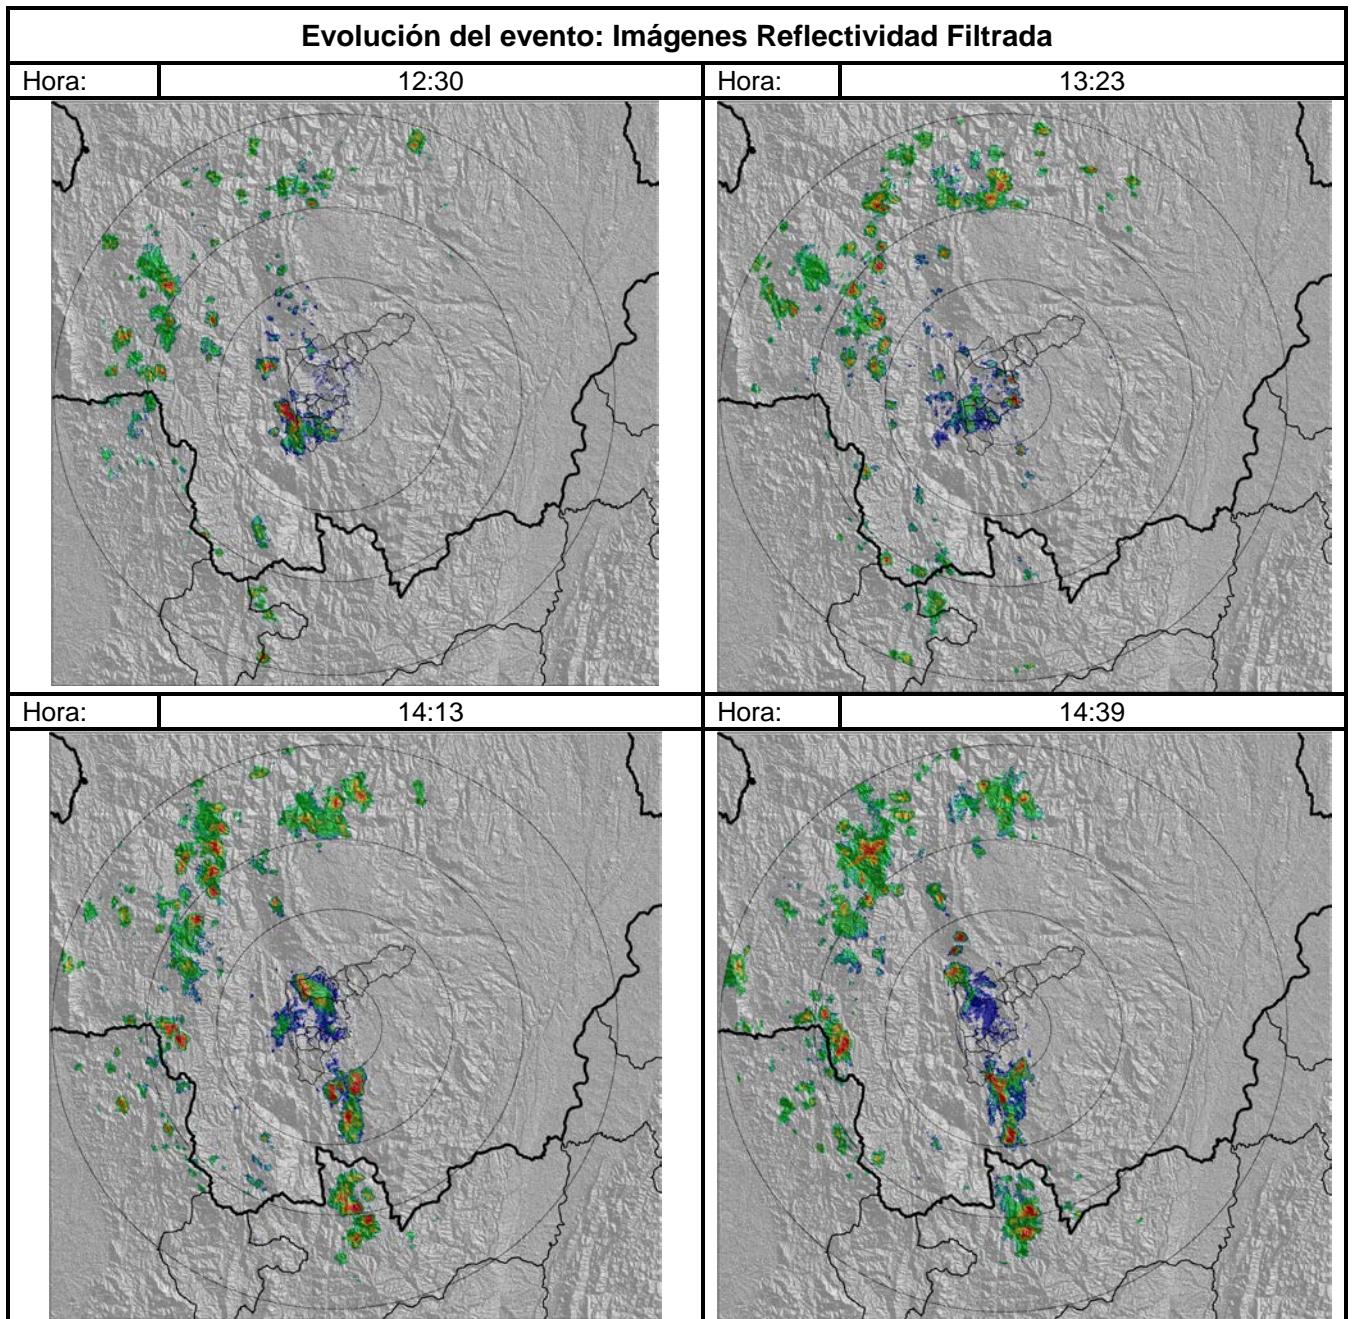 Evolución del evento: Imágenes Reflectividad Filtrada
Hora: 12:30 Hora: 13:23
Hora: 14:13 Hora: 14:39